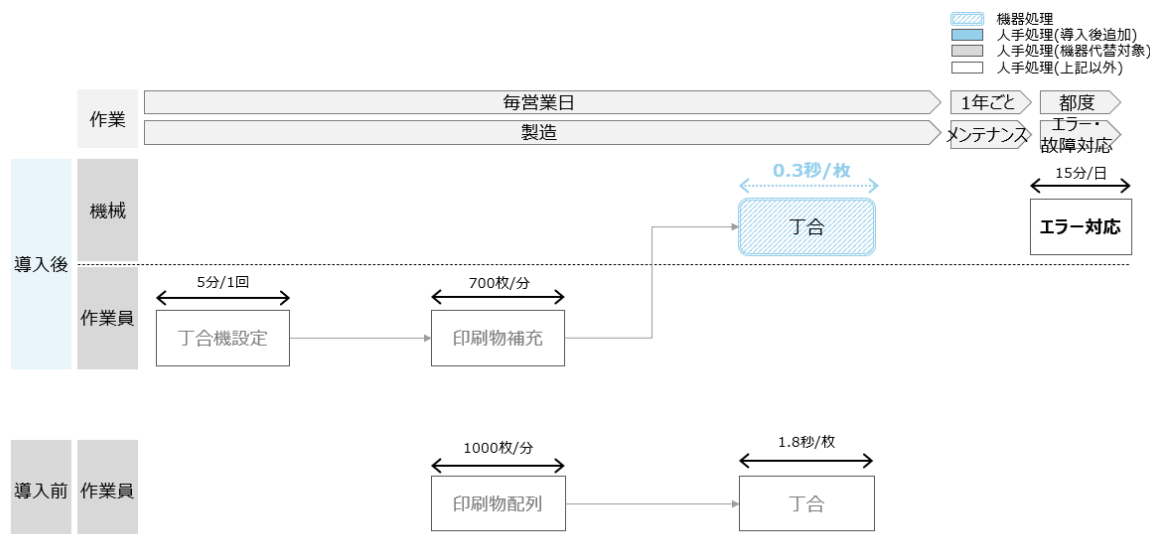 機器処理
人手処理(導入後追加)
人手処理(機器代替対象)
人手処理(上記以外)
作業
毎営業日
1年ごと
都度
製造
メンテナンス
エラー・
故障対応
導入後
機械
0.3秒/枚
丁合
15分/日
エラー対応
作業員
5分/1回
丁合機設定
700枚/分
印刷物補充
導入前
作業員
1000枚/分
印刷物配列
1.8秒/枚
丁合